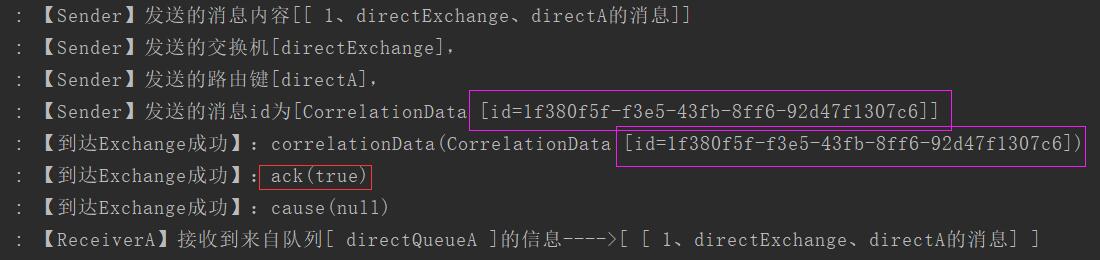 : 【Sender】发送的消息内容[[ 1、directExchange、directA的消息]]
: 【Sender】发送的交换机[directExchange],
: 【Sender】发送的路由键[directA],
: 【Sender】发送的消息id为[CorrelationData [id=1f380f5f-f3e5-43fb-8ff6-92d47f1307c6]]
: 【到达Exchange成功】: correlationData(CorrelationData [id=1f380f5f-f3e5-43fb-8ff6-92d47f1307c6])
: 【到达Exchange成功】: ack(true)
: 【到达Exchange成功】: cause(null)
: 【ReceiverA】接收到来自队列[ directQueueA ]的信息---->[ [ 1、directExchange、directA的消息] ]